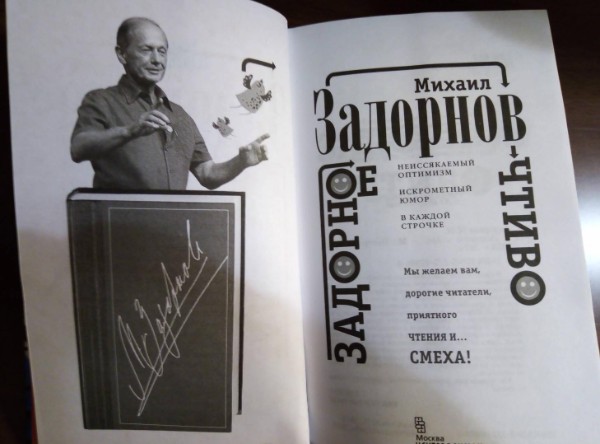 М Задорнов
Михаил
Задорнов
ЗАДОРНОЕ
ЧТИВО
НЕИССЯКАЕМЫЙ
ОПТИМИЗМ
ИСКРОМЕТНЫЙ
ЮМОР
В КАЖДОЙ
СТРОЧКЕ
Мы желаем вам,
дорогие читатели,
приятного
ЧТЕНИЯ И...
СМЕХА!
Москва